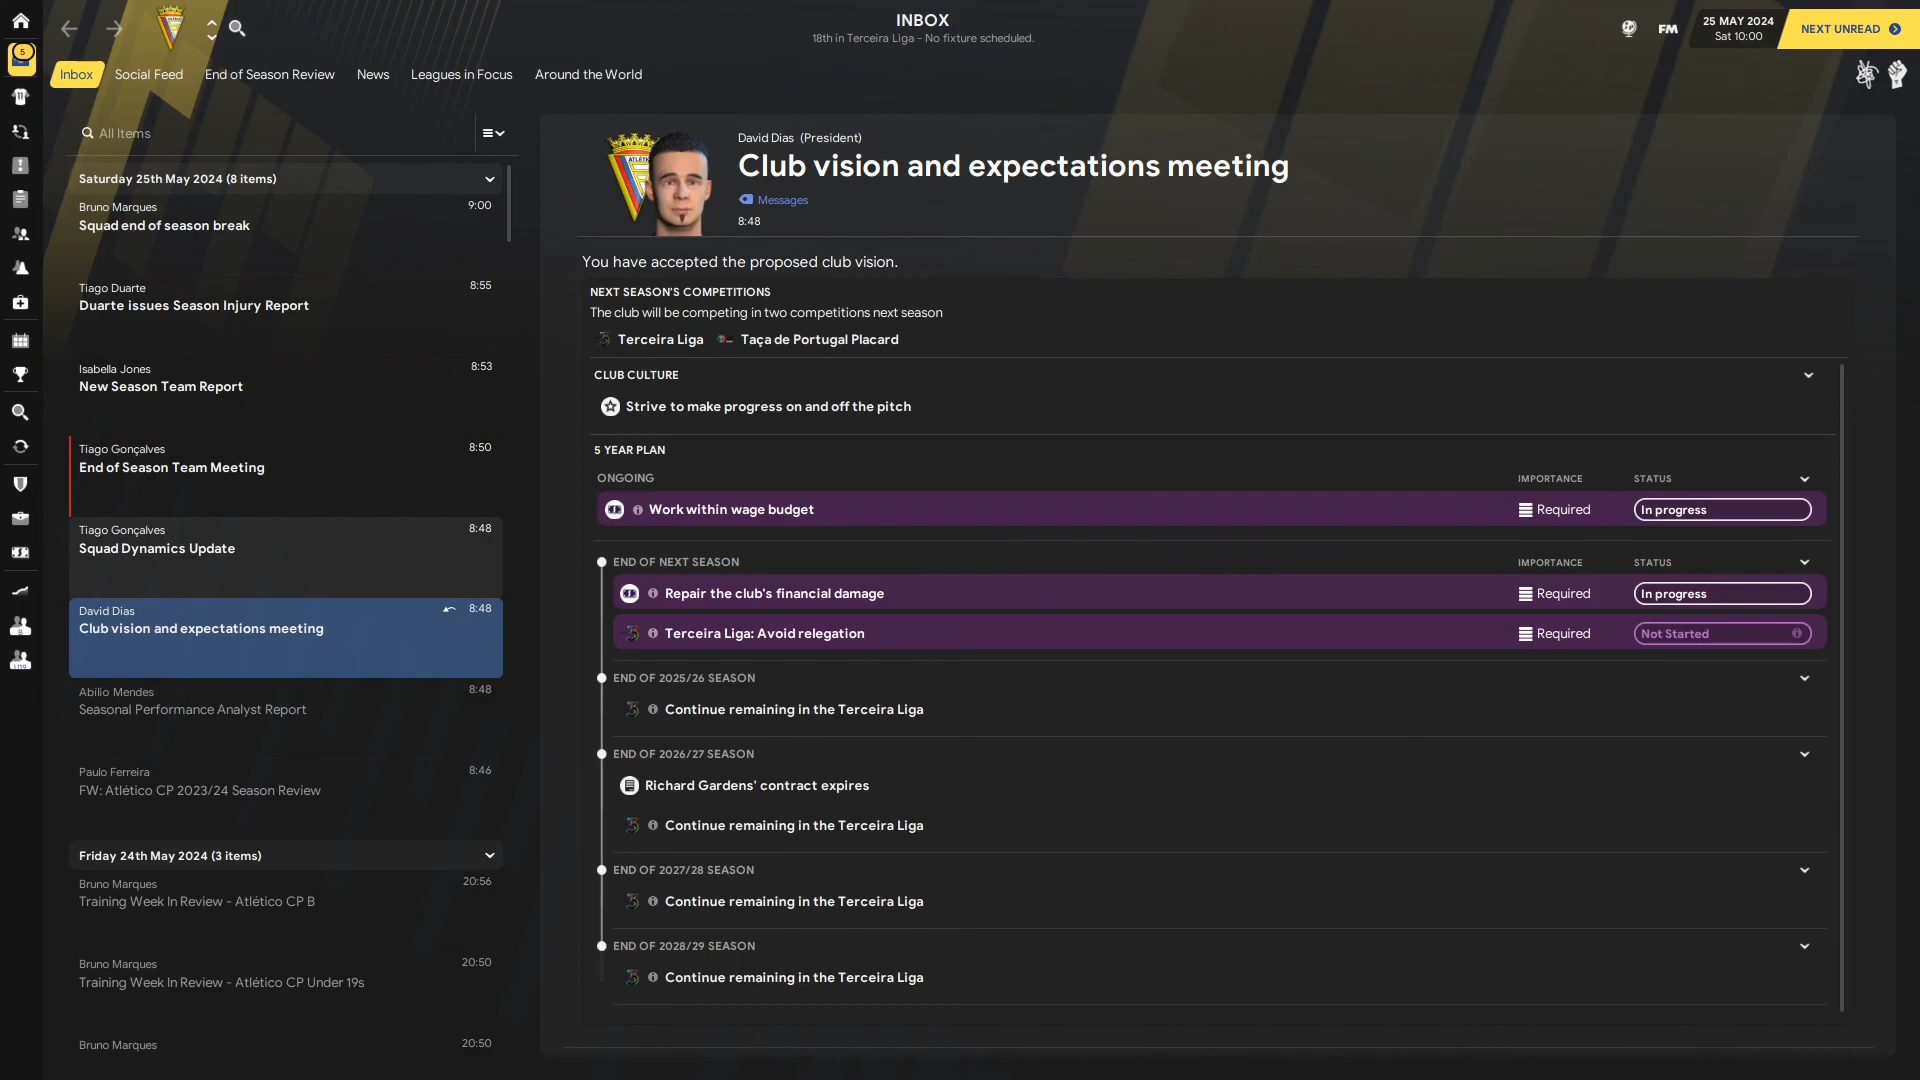 INBOX
18th in Terceira Liga - No fixture scheduled.
FM
25 MAY 2024
Sat 10:00
NEXT UNREAD
5
Inbox
Social Feed
End of Season Review
News
Leagues in Focus
Around the World
All Items
Saturday 25th May 2024 (8 items)
Bruno Marques
9:00
Squad end of season break
Tiago Duarte
8:55
Duarte issues Season Injury Report
Isabella Jones
8:53
New Season Team Report
Tiago Gonçalves
8:50
End of Season Team Meeting
Tiago Gonçalves
8:48
Squad Dynamics Update
David Dias
8:48
Club vision and expectations meeting
Abílio Mendes
8:48
Seasonal Performance Analyst Report
Paulo Ferreira
8:46
FW: Atlético CP 2023/24 Season Review
Friday 24th May 2024 (3 items)
Bruno Marques
20:56
Training Week In Review - Atlético CP B
Bruno Marques
20:50
Training Week In Review - Atlético CP Under 19s
Bruno Marques
20:50
David Dias (President)
Club vision and expectations meeting
Messages
8:48
You have accepted the proposed club vision.
NEXT SEASON'S COMPETITIONS
The club will be competing in two competitions next season
Terceira Liga
Taça de Portugal Placard
CLUB CULTURE
Strive to make progress on and off the pitch
5 YEAR PLAN
ONGOING
IMPORTANCE
STATUS
Work within wage budget
Required
In progress
END OF NEXT SEASON
IMPORTANCE
STATUS
Repair the club's financial damage
Required
In progress
Terceira Liga: Avoid relegation
Required
Not Started
END OF 2025/26 SEASON
Continue remaining in the Terceira Liga
END OF 2026/27 SEASON
Richard Gardens' contract expires
Continue remaining in the Terceira Liga
END OF 2027/28 SEASON
Continue remaining in the Terceira Liga
END OF 2028/29 SEASON
Continue remaining in the Terceira Liga